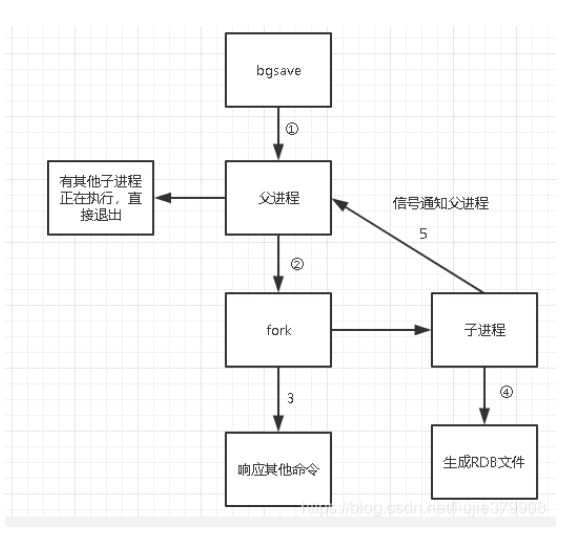 bgsave
①
有其他子进程
正在执行，直
接退出
父进程
信号通知父进程
5
②
fork
子进程
3
④
响应其他命令
生成RDB文件
https://blog.csdn.net/liujie379908